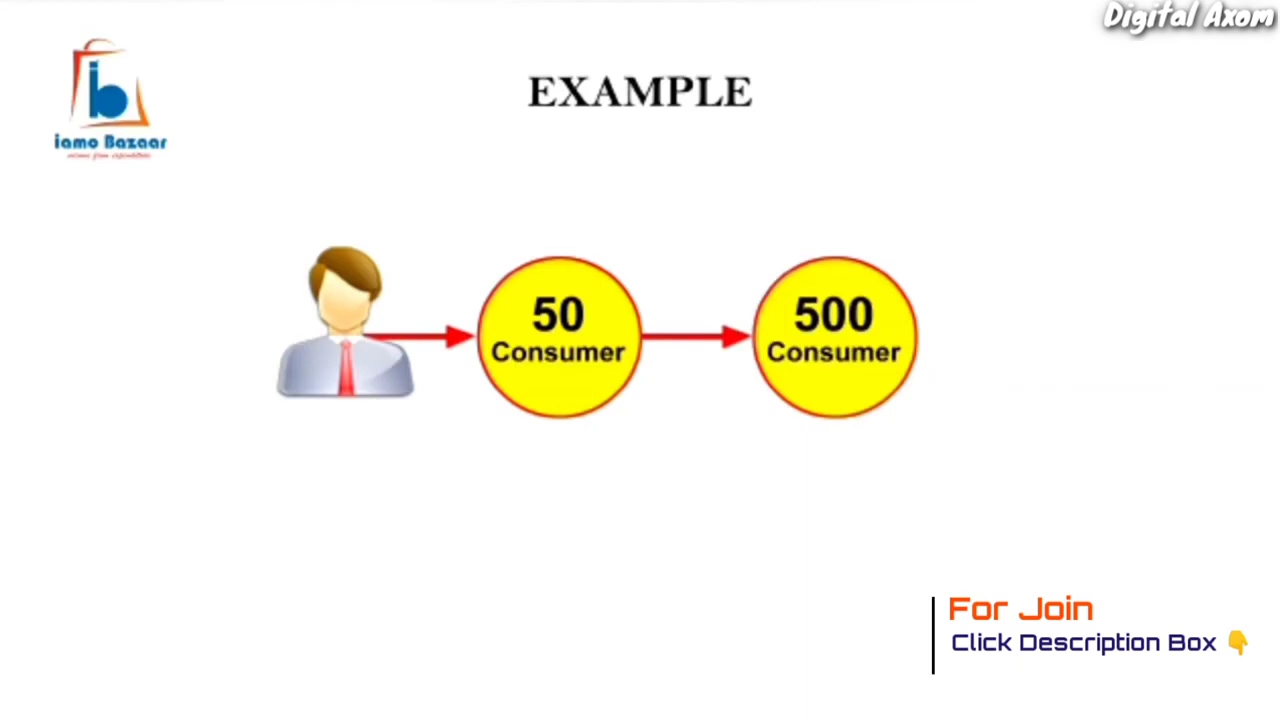 Digital Axom
EXAMPLE
iamo Bazaar
50
Consumer
500
Consumer
For Join
Click Description Box 👇